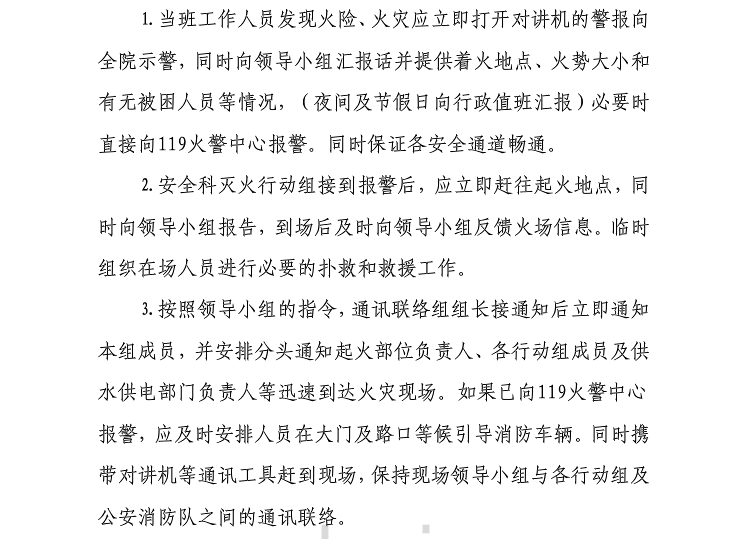 1. 当班工作人员发现火险、火灾应立即打开对讲机的警报向
全院示警，同时向领导小组汇报话并提供着火地点、火势大小和
有无被困人员等情况，（夜间及节假日向行政值班汇报）必要时
直接向119火警中心报警。同时保证各安全通道畅通。
2. 安全科灭火行动组接到报警后，应立即赶往起火地点，同
时向领导小组报告，到场后及时向领导小组反馈火场信息。临时
组织在场人员进行必要的扑救和救援工作。
3. 按照领导小组的指令，通讯联络组组长接通知后立即通知
本组成员，并安排分头通知起火部位负责人、各行动组成员及供
水供电部门负责人等迅速到达火灾现场。如果已向119火警中心
报警，应及时安排人员在大门及路口等候引导消防车辆。同时携
带对讲机等通讯工具赶到现场，保持现场领导小组与各行动组及
公安消防队之间的通讯联络。